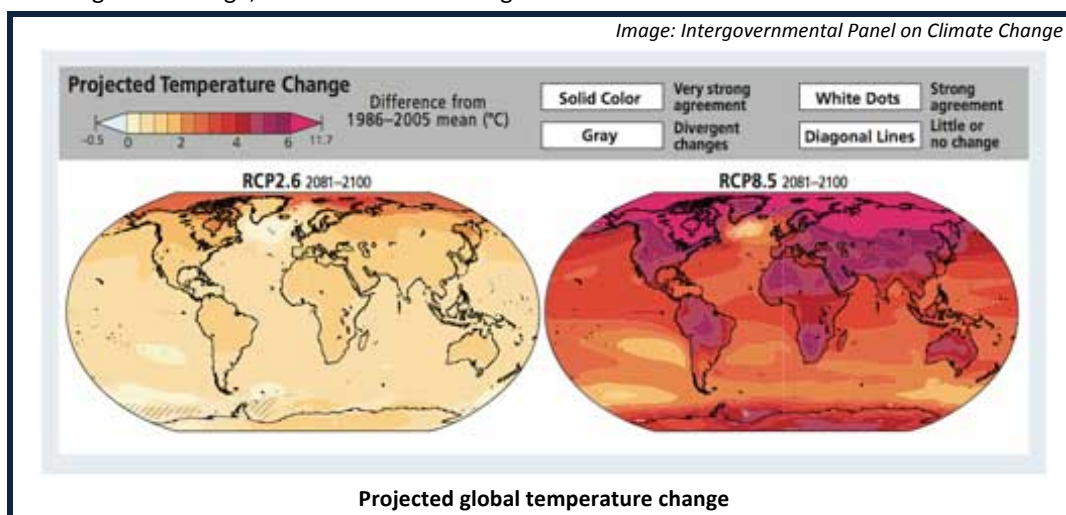 Image: Intergovernmental Panel on Climate Change
Projected Temperature Change
Difference from
1986–2005 mean (°C)
-0.5 0 2 4 6 11.7
Solid Color
Very strong
agreement
White Dots
Strong
agreement
Gray
Divergent
changes
Diagonal Lines
Little or
no change
RCP2.6 2081–2100
RCP8.5 2081–2100
Projected global temperature change